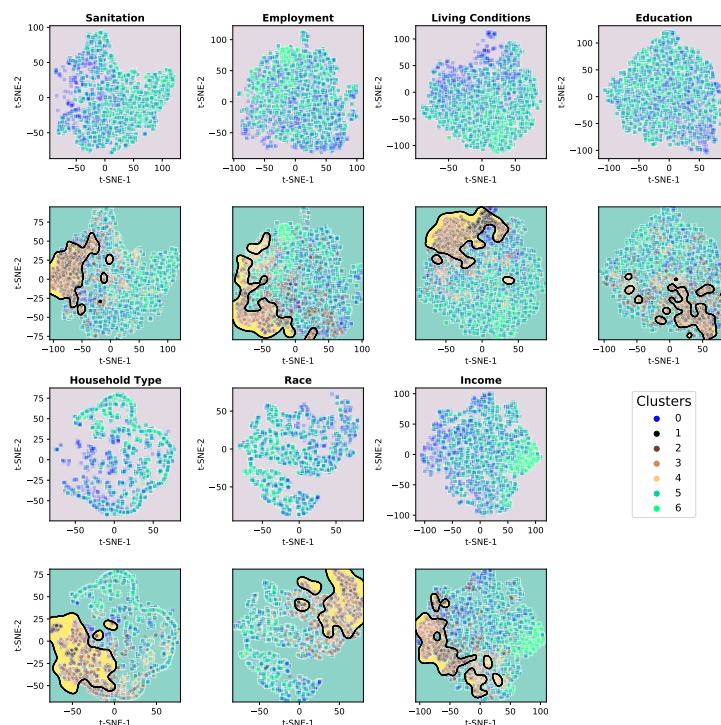 Sanitation Employment Living Conditions Education
100 50 0 −50
100 50 0 −50
100 50 0 −50 −100
100 50 0 −50 −100
t-SNE-2 t-SNE-2 t-SNE-2 t-SNE-2
−50 0 50 100
−100 −50 0 50 100
−50 0 50
−100 −50 0 50
t-SNE-1 t-SNE-1 t-SNE-1 t-SNE-1
75 50 25 0 −25 −50 −75
t-SNE-2 t-SNE-2
−100 −50 0 50 100
−50 0 50 100
−50 0 50
−100 −50 0 50
t-SNE-1 t-SNE-1 t-SNE-1 t-SNE-1
Household Type Race Income
75 50 25 0 −25 −50
50 0 −50
100 50 0 −50 −100
t-SNE-2 t-SNE-2 t-SNE-2
−50 0 50
−50 0 50
−100 −50 0 50 100
t-SNE-1 t-SNE-1 t-SNE-1
Clusters
0
1
2
3
4
5
6
75 50 25 0 −25 −50
t-SNE-2
−50 0 50
−50 0 50
−100 −50 0 50 100
t-SNE-1 t-SNE-1 t-SNE-1